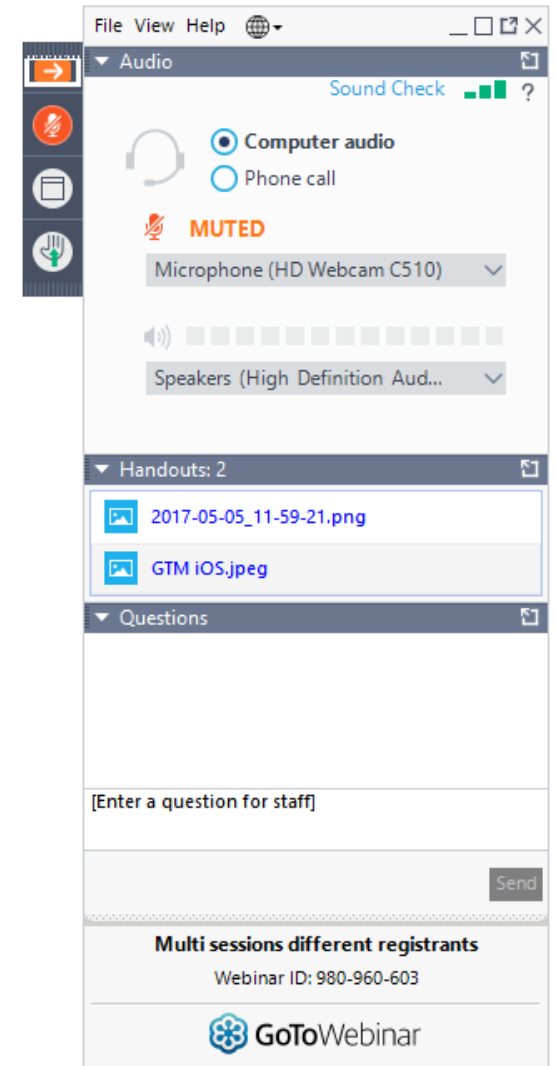 File View Help
Audio
Sound Check ?
Computer audio
Phone call
MUTED
Microphone (HD Webcam C510)
Speakers (High Definition Aud...
Handouts: 2
2017-05-05_11-59-21.png
GTM iOS.jpeg
Questions
[Enter a question for staff]
Send
Multi sessions different registrants
Webinar ID: 980-960-603
GoToWebinar